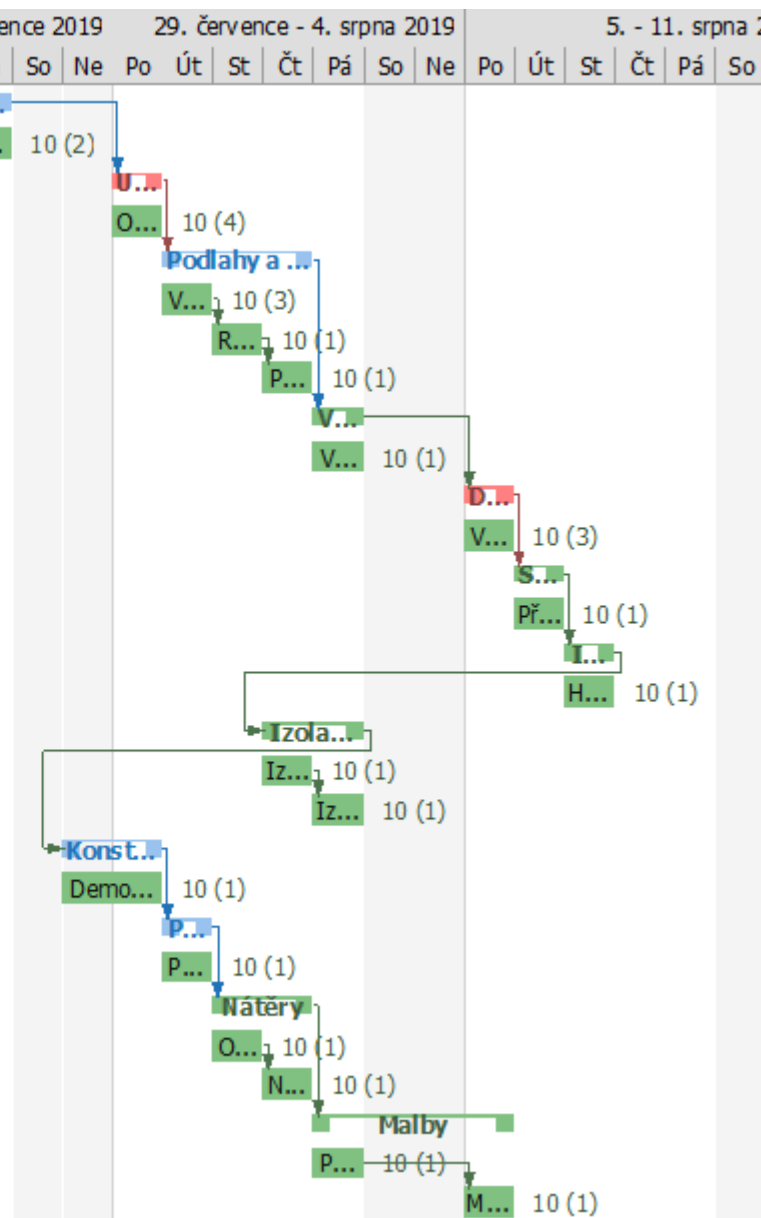 ence 2019 29. července - 4. srpna 2019 5. - 11. srpna 2
So Ne Po Út St Čt Pá So Ne Po Út St Čt Pá So
10 (2)
U...
O... 10 (4)
Podlahy a ...
V... 10 (3)
R... 10 (1)
P... 10 (1)
V...
V... 10 (1)
D...
V... 10 (3)
S...
Př... 10 (1)
I...
H... 10 (1)
Izola...
Iz... 10 (1)
Iz... 10 (1)
Konst...
Demo... 10 (1)
P...
P... 10 (1)
Nátěry
O... 10 (1)
N... 10 (1)
Malby
P... 10 (1)
M... 10 (1)